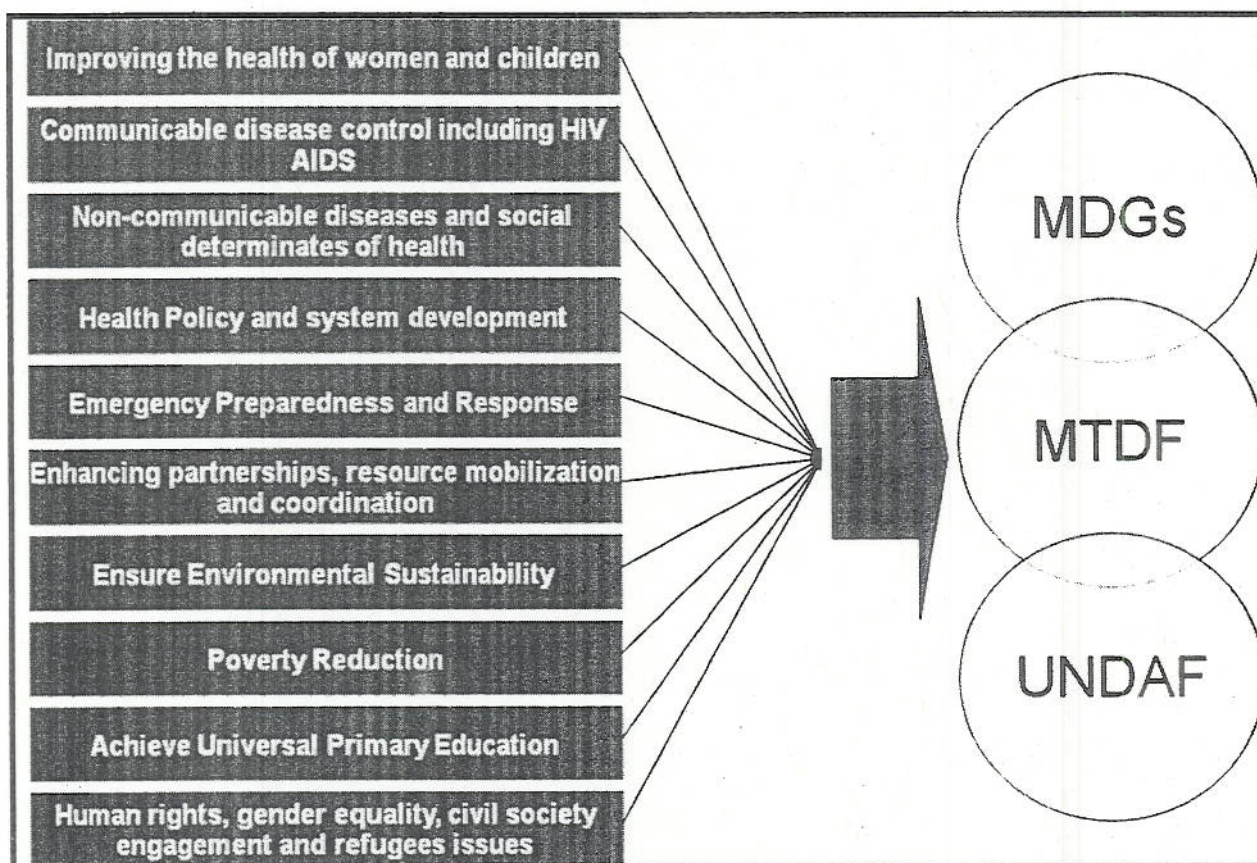 Improving the health of women and children
Communicable disease control including HIV
AIDS
Non-communicable diseases and social
determinates of health
Health Policy and system development
Emergency Preparedness and Response
Enhancing partnerships, resource mobilization
and coordination
Ensure Environmental Sustainability
Poverty Reduction
Achieve Universal Primary Education
Human rights, gender equality, civil society
engagement and refugees issues
MDGs
MTDF
UNDAF